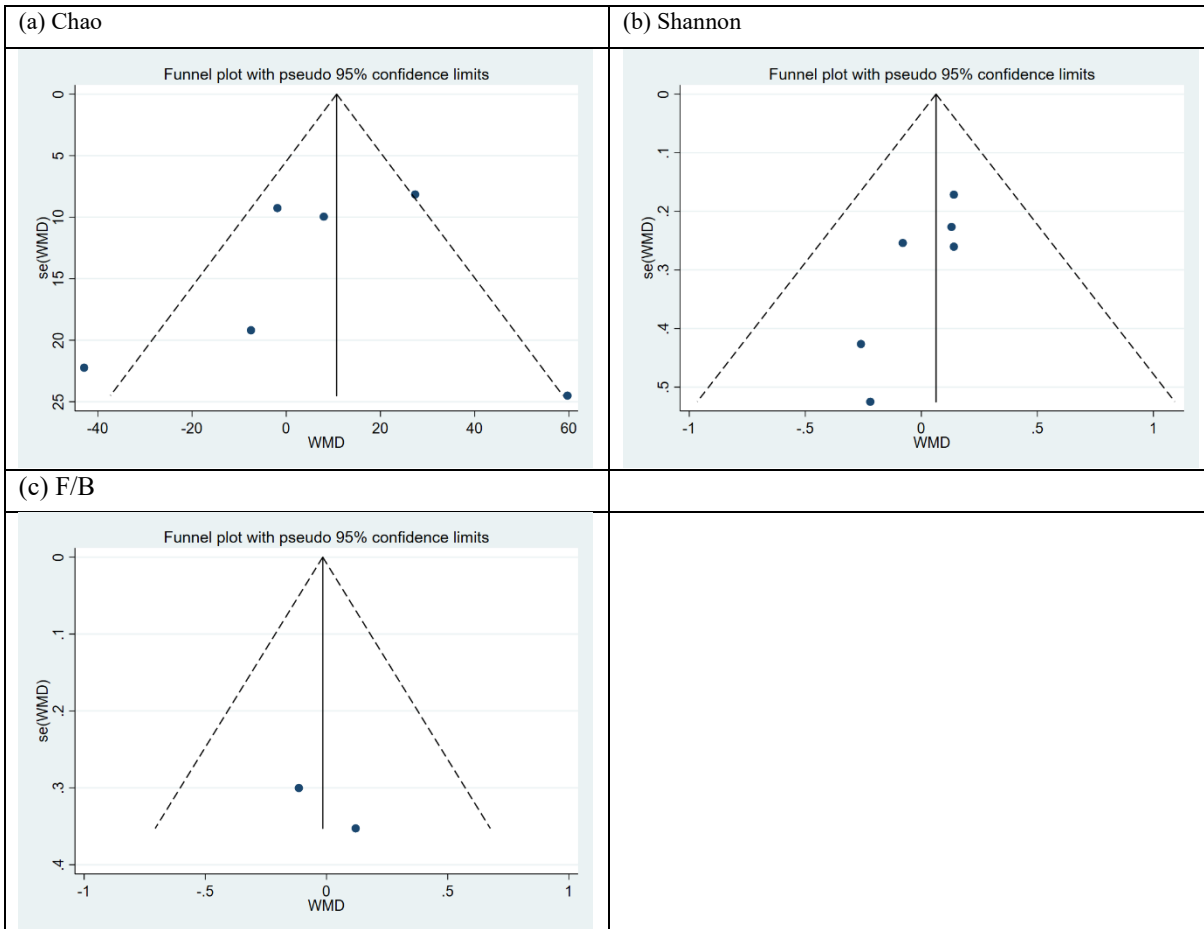 (a) Chao
(b) Shannon
Funnel plot with pseudo 95% confidence limits
0
5
10
15
20
25
se(WMD)
-40
-20
0
20
40
60
WMD
Funnel plot with pseudo 95% confidence limits
0
.1
.2
.3
.4
.5
se(WMD)
-1
-.5
0
.5
1
WMD
(c) F/B
Funnel plot with pseudo 95% confidence limits
0
.1
.2
.3
.4
se(WMD)
-1
-.5
0
.5
1
WMD